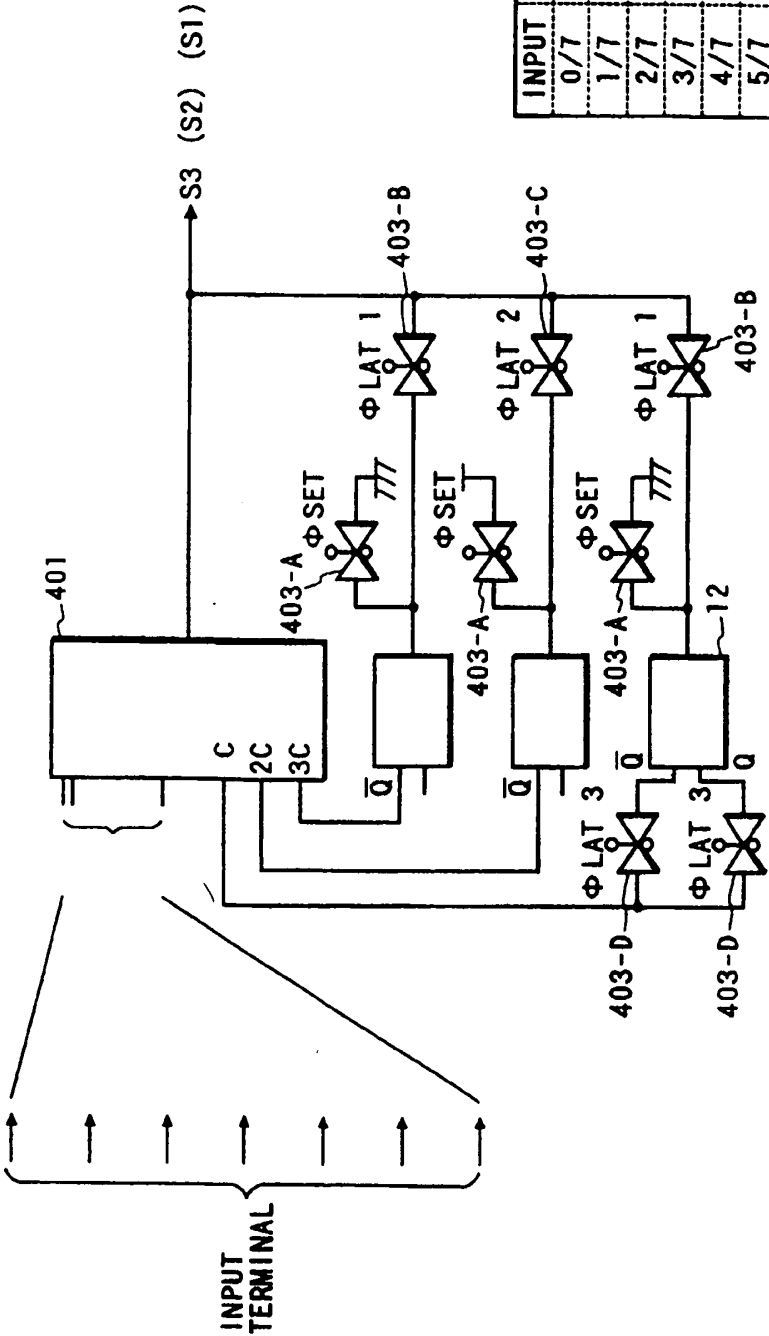 401
S3 (S2) (S1)
C
2C
3C
403-A
Φ SET
Φ LAT 1
403-B
Q̅
403-A
Φ SET
Φ LAT 2
403-C
Q̅
403-A
Φ SET
Φ LAT 1
403-B
12
Q̅
Q
Φ LAT 3
Φ LAT 3
403-D
403-D
INPUT
TERMINAL
INPUT
0/7
1/7
2/7
3/7
4/7
5/7